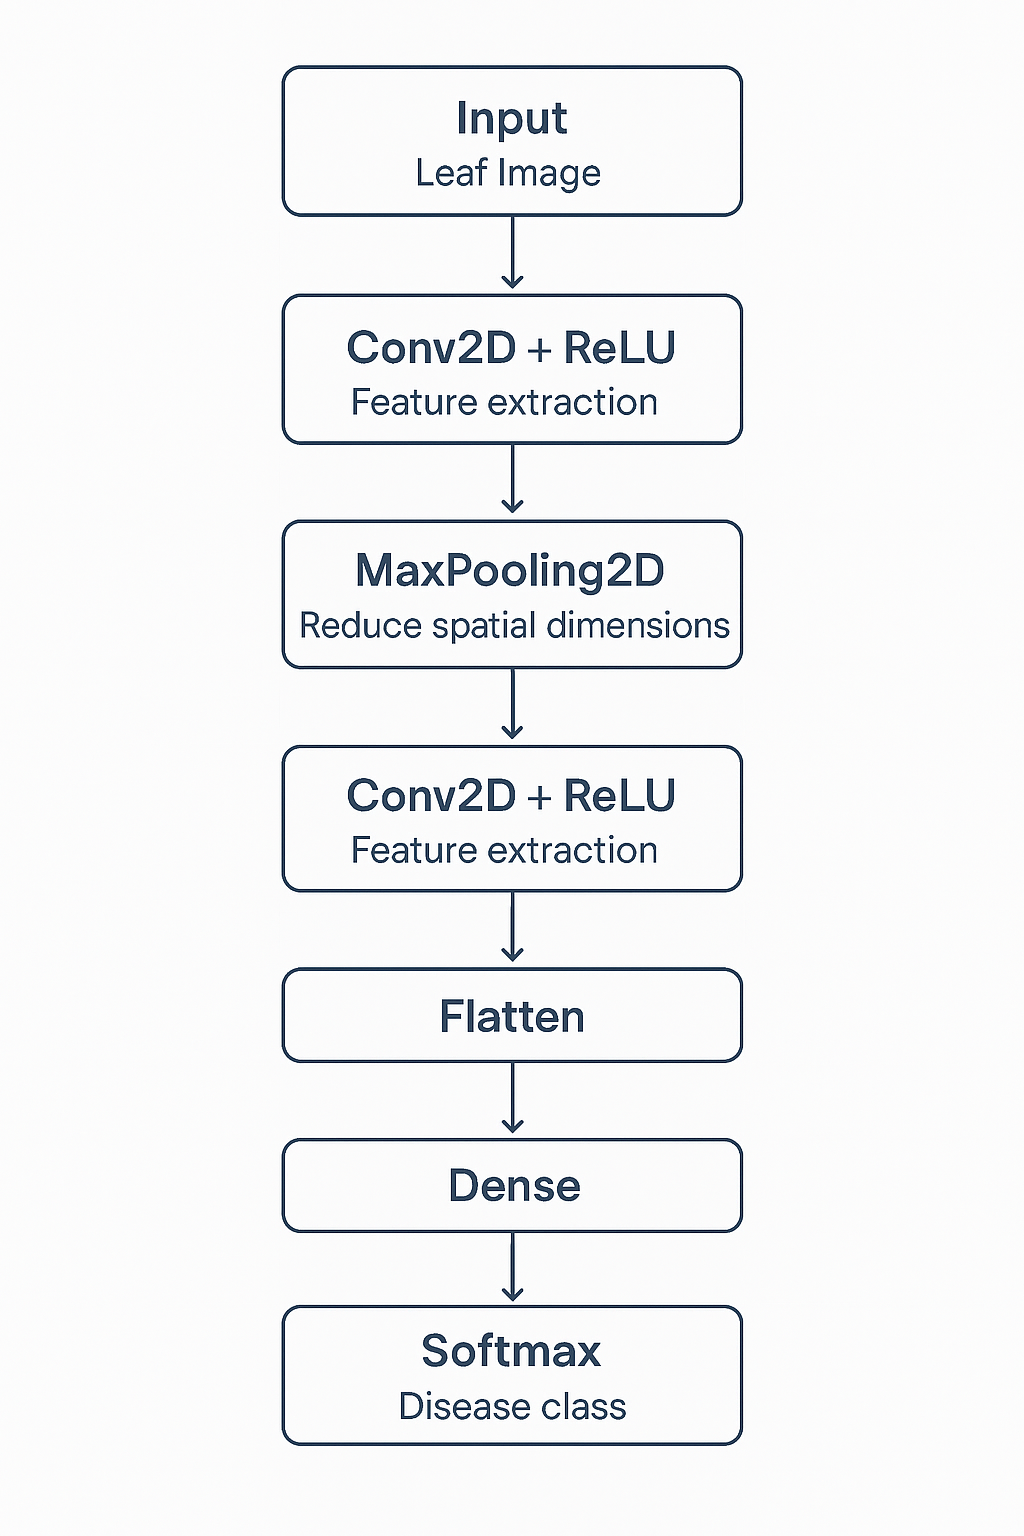 Input
Leaf Image
Conv2D + ReLU
Feature extraction
MaxPooling2D
Reduce spatial dimensions
Conv2D + ReLU
Feature extraction
Flatten
Dense
Softmax
Disease class